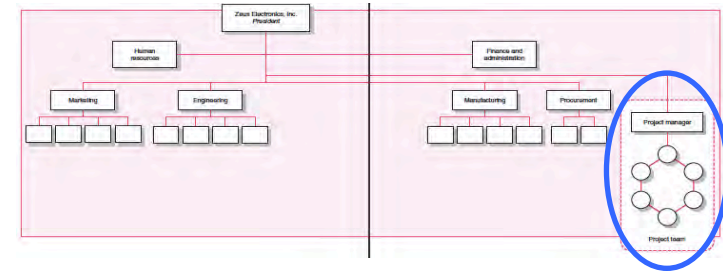 Zeus Electronics, Inc.
President
Human
resources
Finance and
administration
Marketing
Engineering
Manufacturing
Procurement
Project manager
Project team